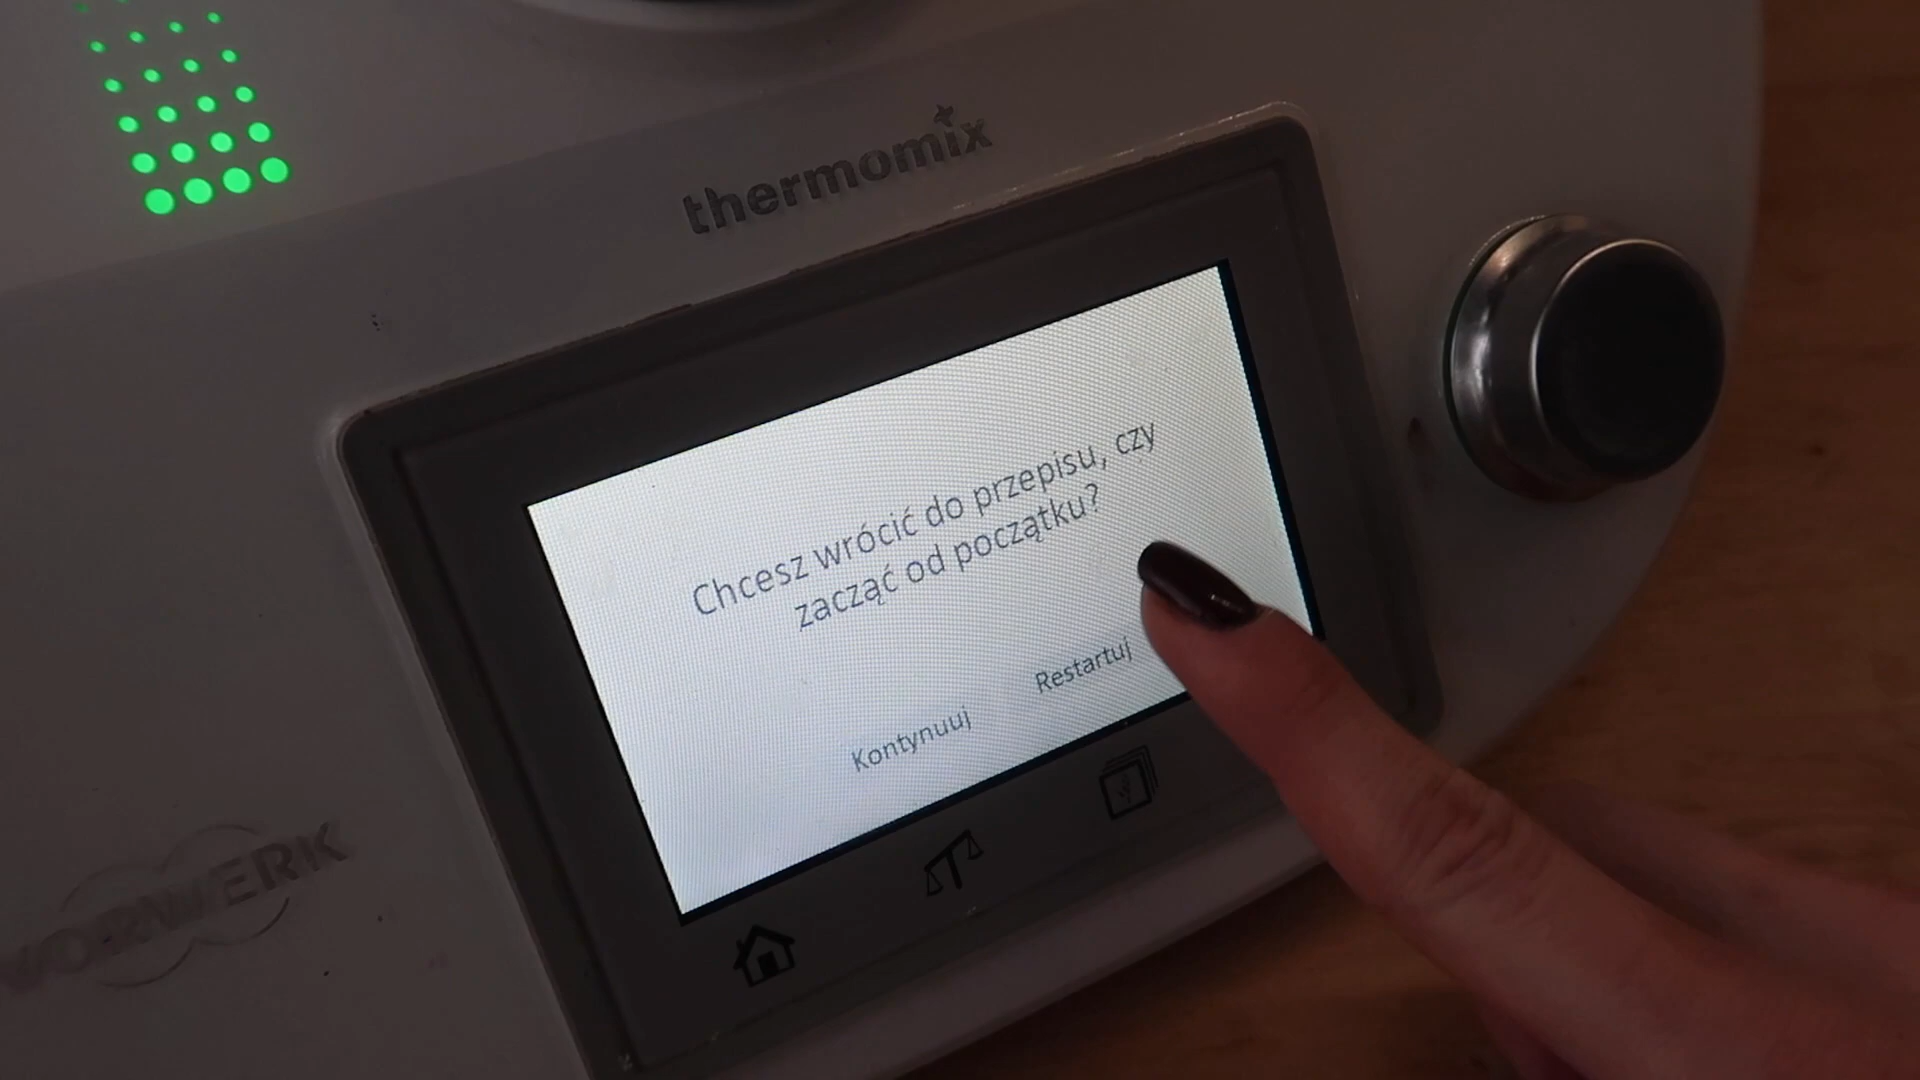 thermomix
Chcesz wrócić do przepisu, czy
zacząć od początku?
Restartuj
Kontynuuj
VORWERK